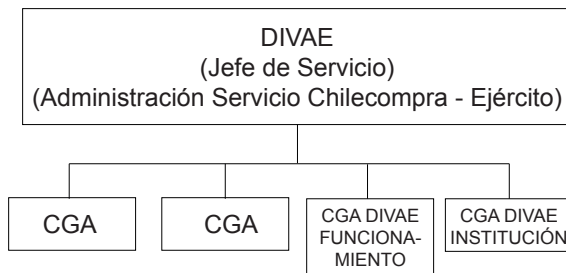 DIVAE
(Jefe de Servicio)
(Administración Servicio Chilecompra - Ejército)
CGA
CGA
CGA DIVAE
FUNCIONA-
MIENTO
CGA DIVAE
INSTITUCIÓN